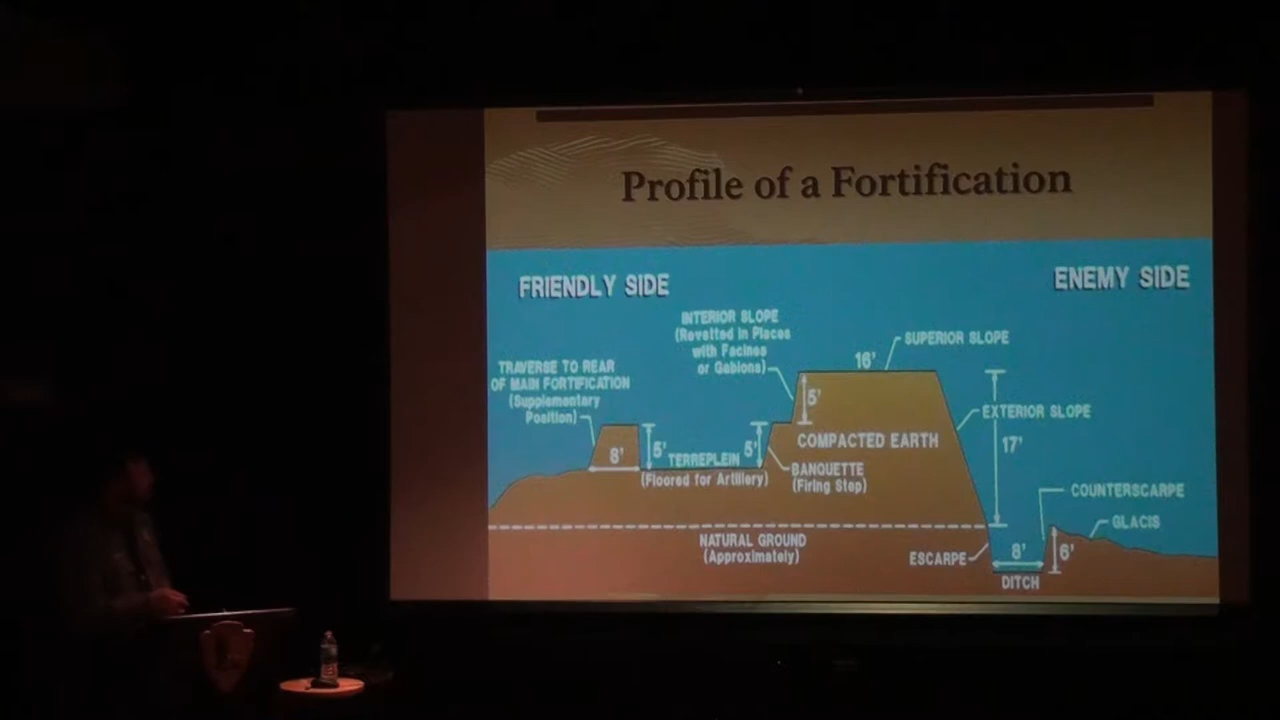 Profile of a Fortification
FRIENDLY SIDE
ENEMY SIDE
INTERIOR SLOPE
(Revetted in Places
with Facines
or Gabions)
SUPERIOR SLOPE
16'
TRAVERSE TO REAR
OF MAIN FORTIFICATION
(Supplementary
Position)
5'
EXTERIOR SLOPE
17'
COMPACTED EARTH
8'
5'
TERREPLEIN
5'
(Floored for Artillery)
BANQUETTE
(Firing Step)
COUNTERSCARPE
GLACIS
NATURAL GROUND
(Approximately)
ESCARPE
8'
6'
DITCH